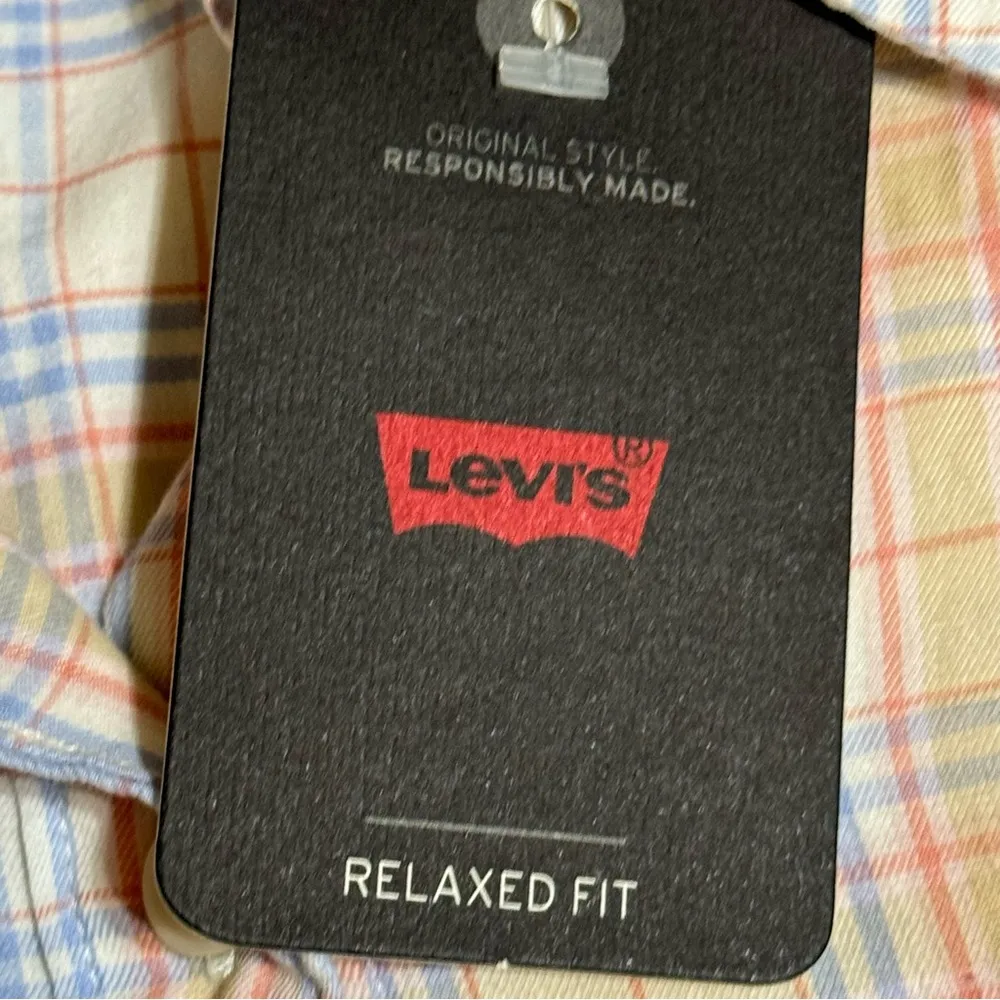 ORIGINAL STYLE.
RESPONSIBLY MADE.
Levi's®
RELAXED FIT